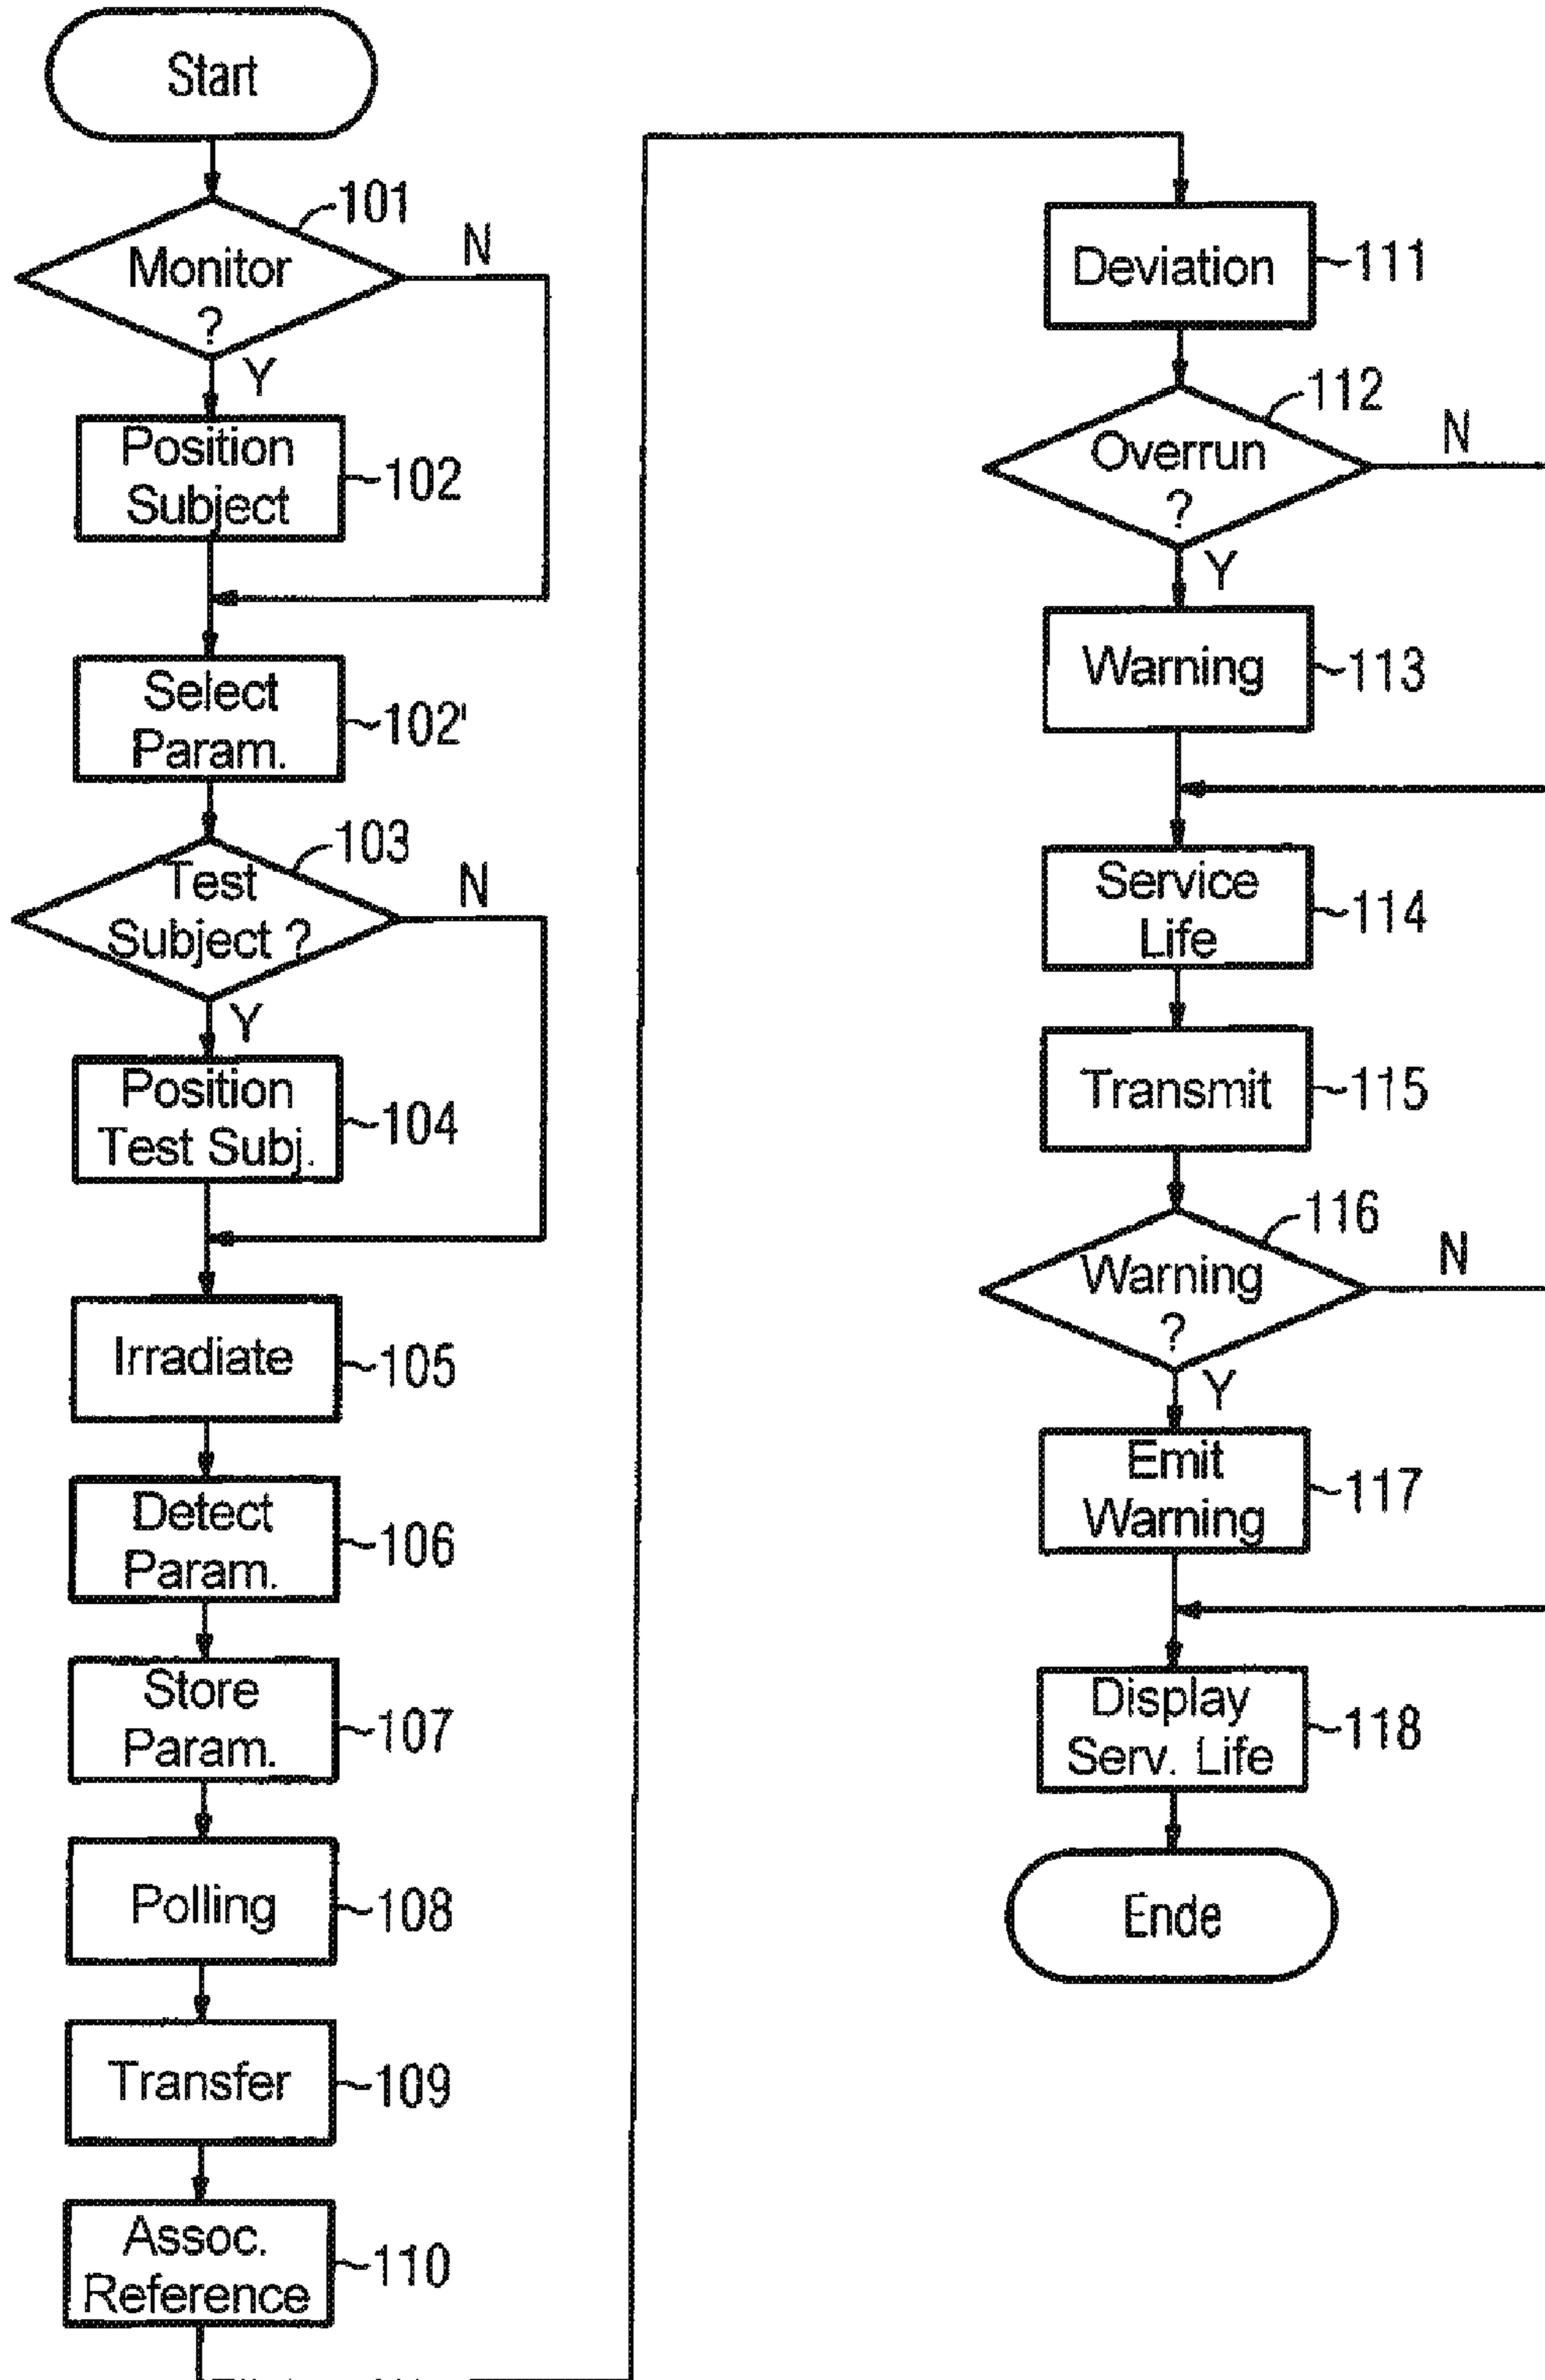 Start
101
Monitor
?
N
Y
Position
Subject
102
Select
Param.
102'
103
Test
Subject ?
N
Y
Position
Test Subj.
104
Irradiate
105
Detect
Param.
106
Store
Param.
107
Polling
108
Transfer
109
Assoc.
Reference
110
Deviation
111
112
Overrun
?
N
Y
Warning
113
Service
Life
114
Transmit
115
116
Warning
?
N
Y
Emit
Warning
117
Display
Serv. Life
118
Ende